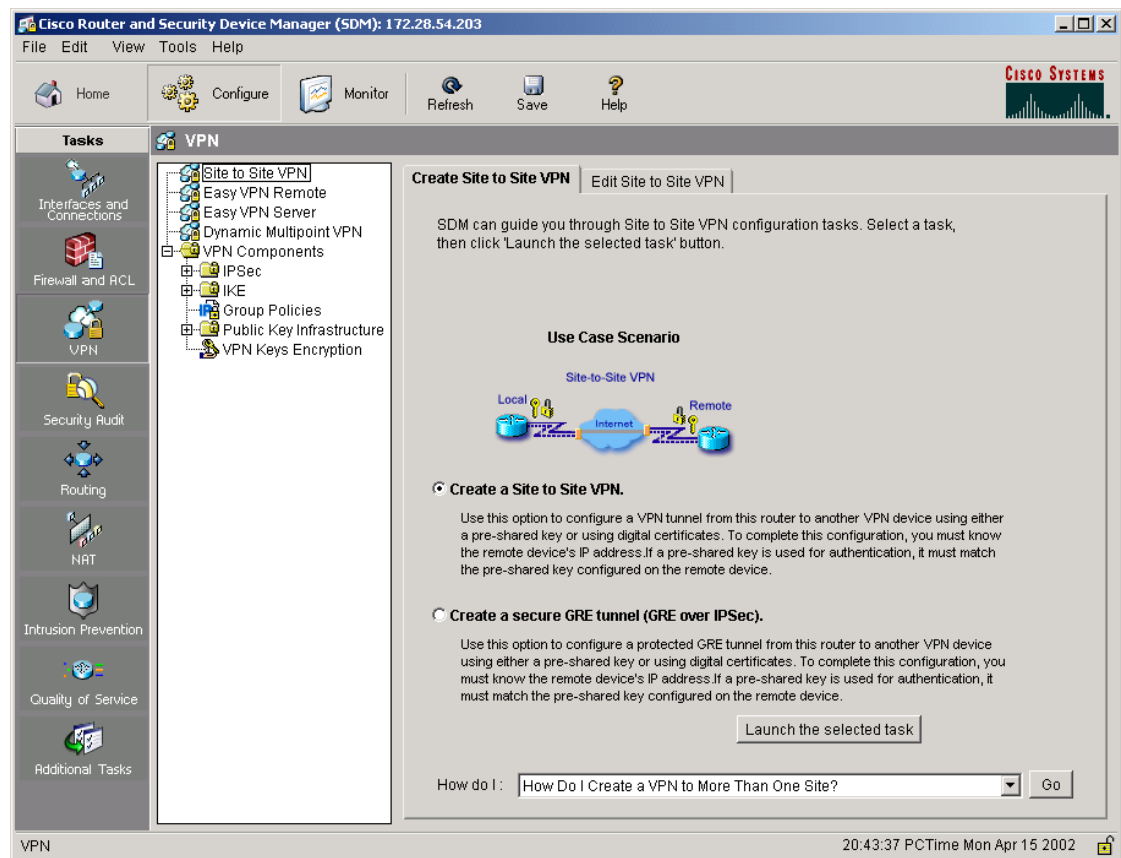 Cisco Router and Security Device Manager (SDM): 172.28.54.203
File Edit View Tools Help
Home
Configure
Monitor
Refresh
Save
Help
CISCO SYSTEMS
Tasks
VPN
Interfaces and
Connections
Firewall and ACL
VPN
Security Audit
Routing
NAT
Intrusion Prevention
Quality of Service
Additional Tasks
Site to Site VPN
Easy VPN Remote
Easy VPN Server
Dynamic Multipoint VPN
VPN Components
IPSec
IKE
Group Policies
Public Key Infrastructure
VPN Keys Encryption
Create Site to Site VPN
Edit Site to Site VPN
SDM can guide you through Site to Site VPN configuration tasks. Select a task,
then click 'Launch the selected task' button.
Use Case Scenario
Site-to-Site VPN
Local
Internet
Remote
Create a Site to Site VPN.
Use this option to configure a VPN tunnel from this router to another VPN device using either
a pre-shared key or using digital certificates. To complete this configuration, you must know
the remote device's IP address.If a pre-shared key is used for authentication, it must match
the pre-shared key configured on the remote device.
Create a secure GRE tunnel (GRE over IPSec).
Use this option to configure a protected GRE tunnel from this router to another VPN device
using either a pre-shared key or using digital certificates. To complete this configuration, you
must know the remote device's IP address.If a pre-shared key is used for authentication, it
must match the pre-shared key configured on the remote device.
Launch the selected task
How do I :
How Do I Create a VPN to More Than One Site?
Go
VPN
20:43:37 PCTime Mon Apr 15 2002